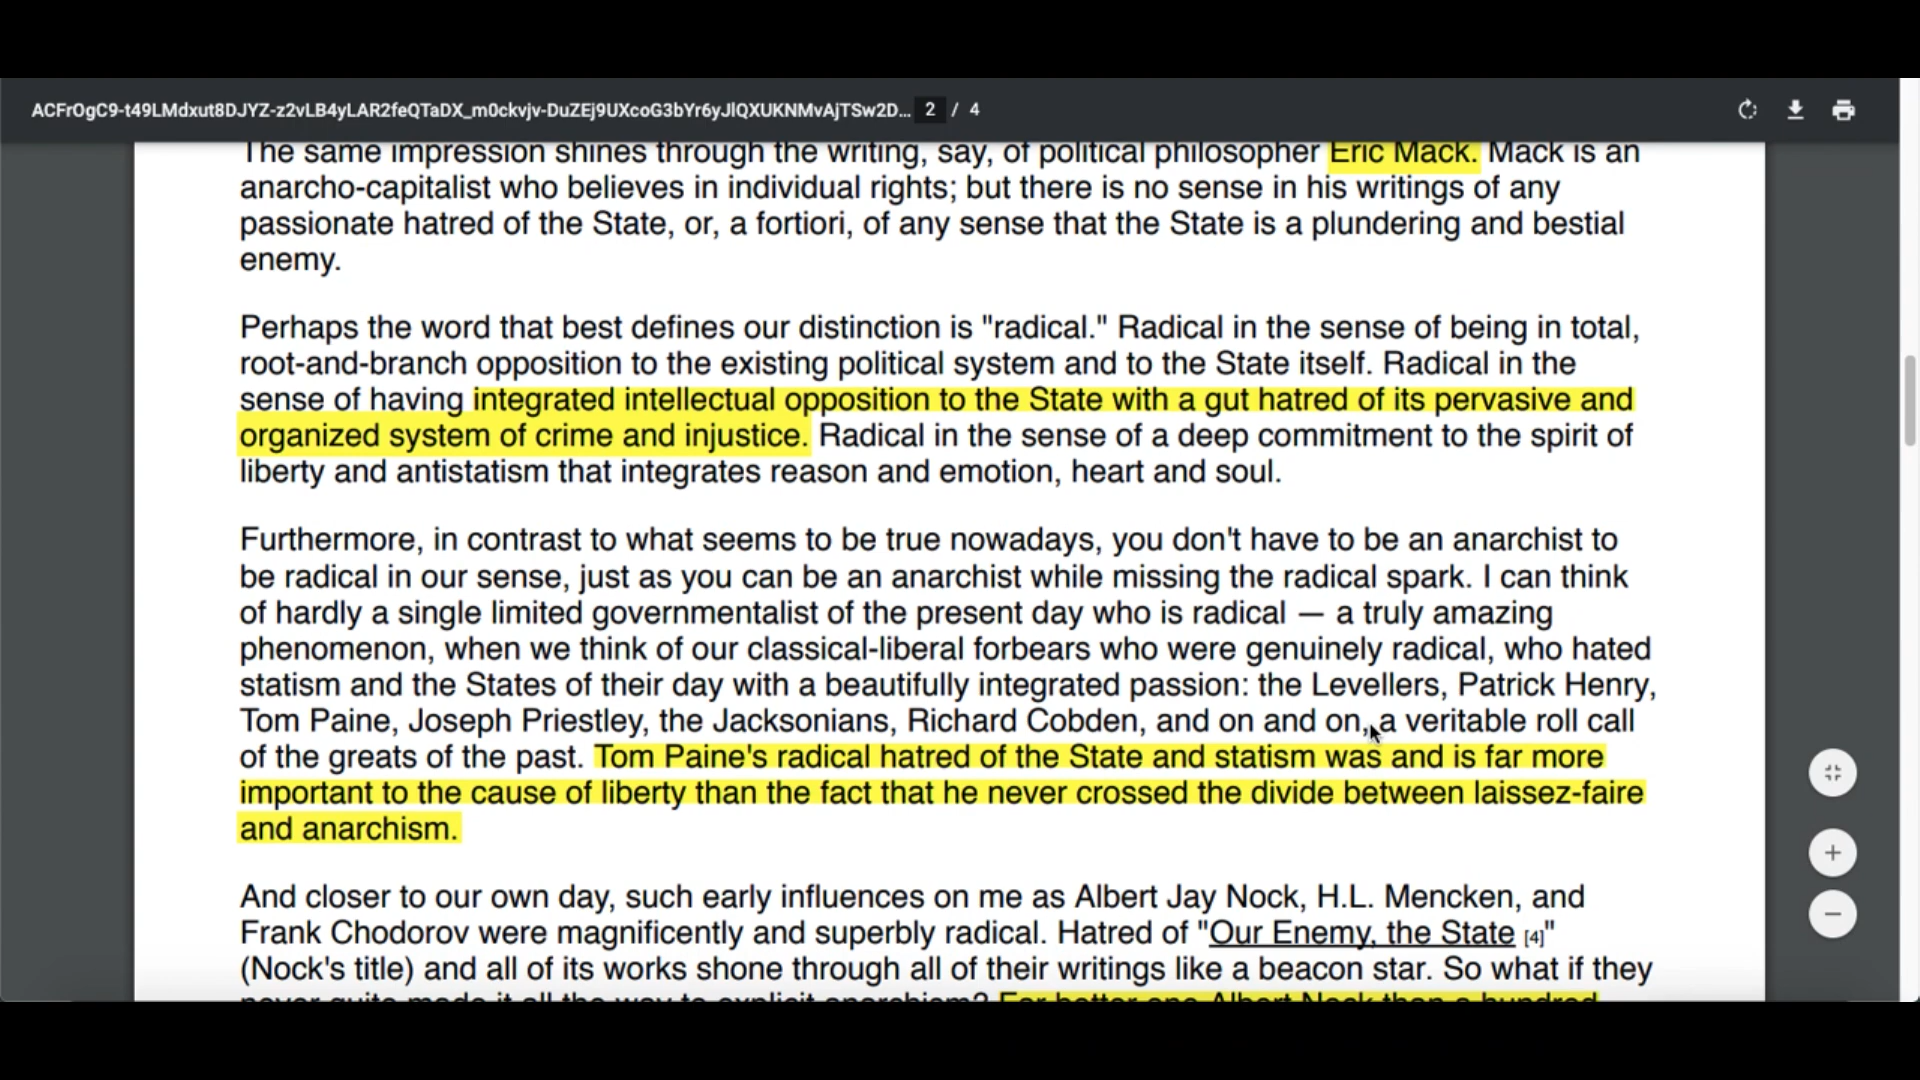 ACFrOgC9-t49LMdxut8DJYZ-z2vLB4yLAR2feQTaDX_m0ckvjv-DuZEj9UXcoG3bYr6yJlQXUKNMvAjTSw2D... 2 / 4
The same impression shines through the writing, say, of political philosopher Eric Mack. Mack is an
anarcho-capitalist who believes in individual rights; but there is no sense in his writings of any
passionate hatred of the State, or, a fortiori, of any sense that the State is a plundering and bestial
enemy.
Perhaps the word that best defines our distinction is "radical." Radical in the sense of being in total,
root-and-branch opposition to the existing political system and to the State itself. Radical in the
sense of having integrated intellectual opposition to the State with a gut hatred of its pervasive and
organized system of crime and injustice. Radical in the sense of a deep commitment to the spirit of
liberty and antistatism that integrates reason and emotion, heart and soul.
Furthermore, in contrast to what seems to be true nowadays, you don't have to be an anarchist to
be radical in our sense, just as you can be an anarchist while missing the radical spark. I can think
of hardly a single limited governmentalist of the present day who is radical — a truly amazing
phenomenon, when we think of our classical-liberal forbears who were genuinely radical, who hated
statism and the States of their day with a beautifully integrated passion: the Levellers, Patrick Henry,
Tom Paine, Joseph Priestley, the Jacksonians, Richard Cobden, and on and on, a veritable roll call
of the greats of the past. Tom Paine's radical hatred of the State and statism was and is far more
important to the cause of liberty than the fact that he never crossed the divide between laissez-faire
and anarchism.
And closer to our own day, such early influences on me as Albert Jay Nock, H.L. Mencken, and
Frank Chodorov were magnificently and superbly radical. Hatred of "Our Enemy, the State [4]"
(Nock's title) and all of its works shone through all of their writings like a beacon star. So what if they
never quite made it all the way to explicit anarchism? Far better one Albert Nock than a hundred